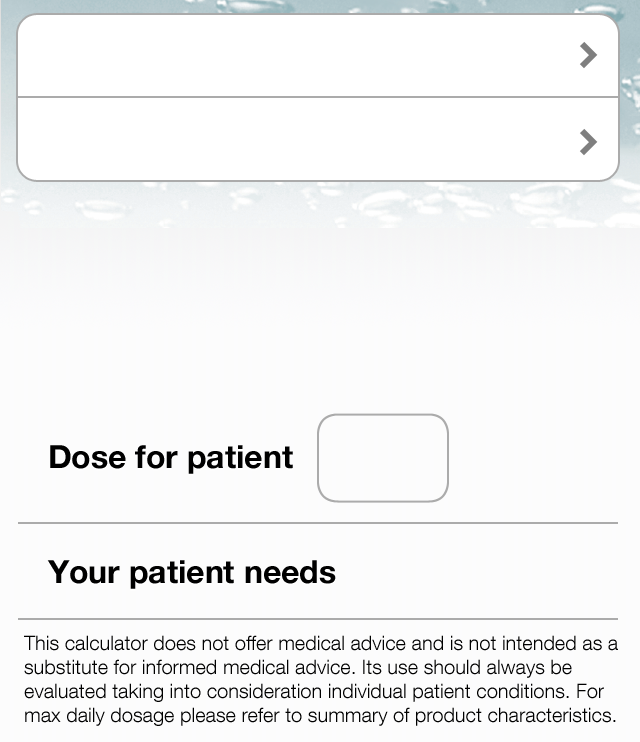 Dose for patient
Your patient needs
This calculator does not offer medical advice and is not intended as a
substitute for informed medical advice. Its use should always be
evaluated taking into consideration individual patient conditions. For
max daily dosage please refer to summary of product characteristics.